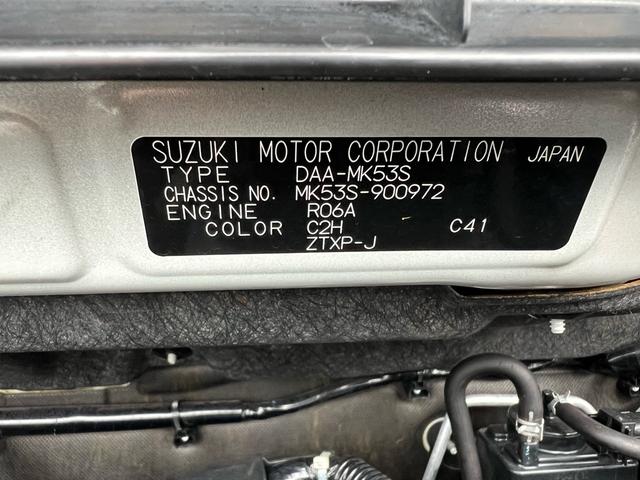 SUZUKI MOTOR CORPORATION JAPAN
TYPE DAA-MK53S
CHASSIS NO. MK53S-900972
ENGINE R06A
COLOR C2H C41
ZTXP-J